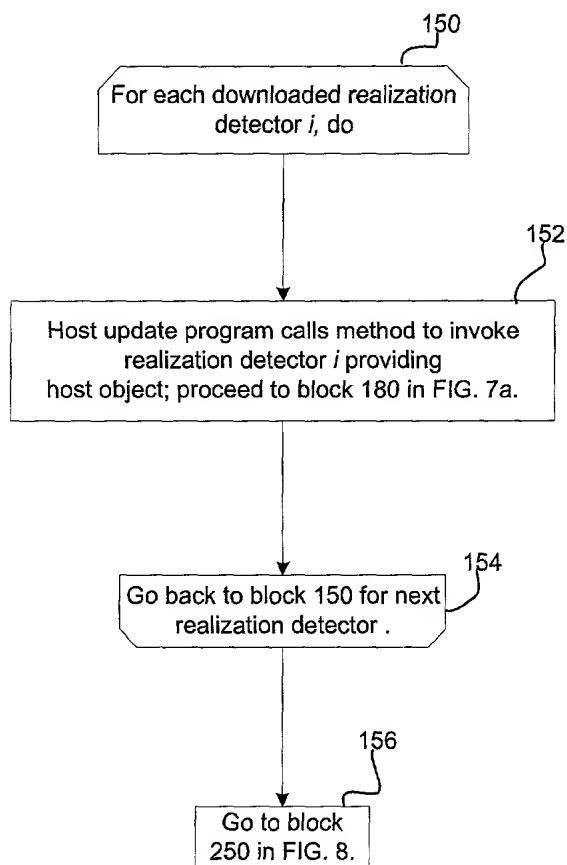 150
For each downloaded realization
detector i, do
152
Host update program calls method to invoke
realization detector i providing
host object; proceed to block 180 in FIG. 7a.
154
Go back to block 150 for next
realization detector .
156
Go to block
250 in FIG. 8.